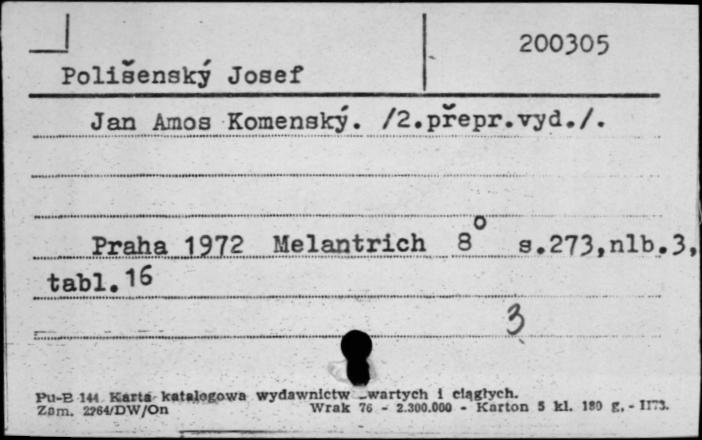 200305
Polišenský Josef
Jan Amos Komenský. /2.přepr.vyd./.
Praha 1972 Melantrich 8° s.273,nlb.3,
tabl.16
3
Pu-B 144 Karta katalogowa wydawnictw zwartych i ciągłych.
Zam. 2264/DW/On Wrak 76 - 2.300.000 - Karton 5 kl. 180 g. - II73.